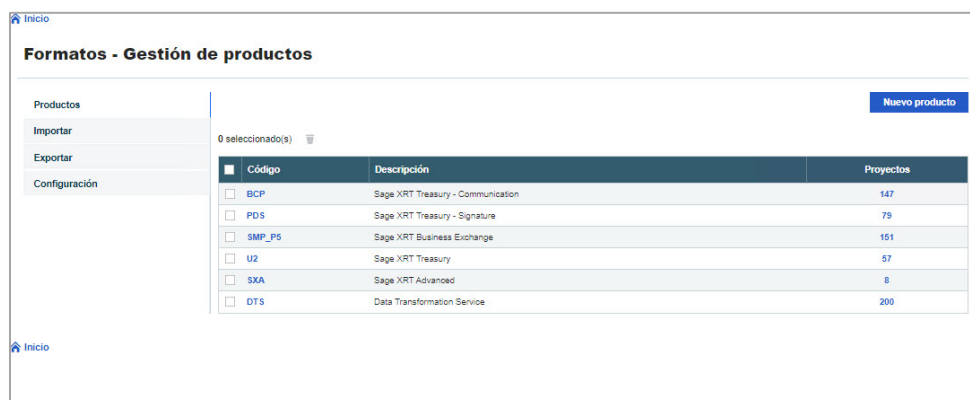 Inicio
Formatos - Gestión de productos
Productos
Importar
Exportar
Configuración
Nuevo producto
0 seleccionado(s)
Código Descripción Proyectos
BCP Sage XRT Treasury - Communication 147
PDS Sage XRT Treasury - Signature 79
SMP_P5 Sage XRT Business Exchange 151
U2 Sage XRT Treasury 57
SXA Sage XRT Advanced 8
DTS Data Transformation Service 200
Inicio